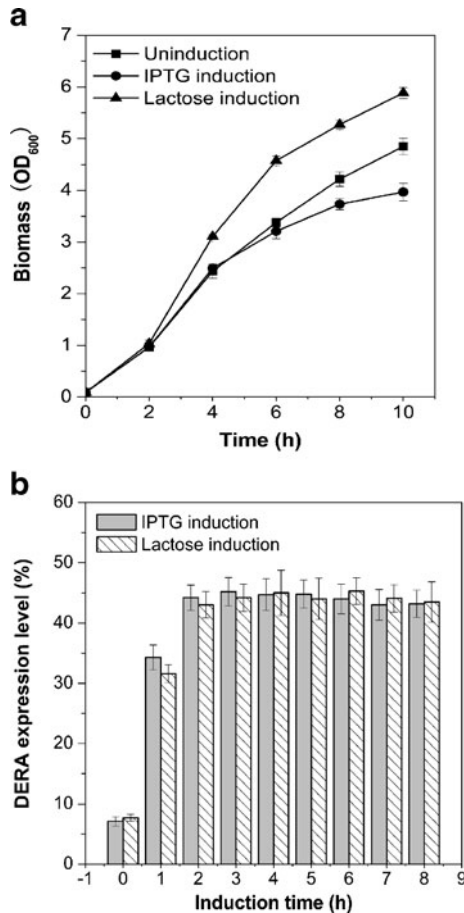 a
Uninduction
IPTG induction
Lactose induction
7
6
5
4
3
2
1
0
Biomass (OD600)
0 2 4 6 8 10
Time (h)
b
IPTG induction
Lactose induction
60
50
40
30
20
10
0
DERA expression level (%)
-1 0 1 2 3 4 5 6 7 8 9
Induction time (h)